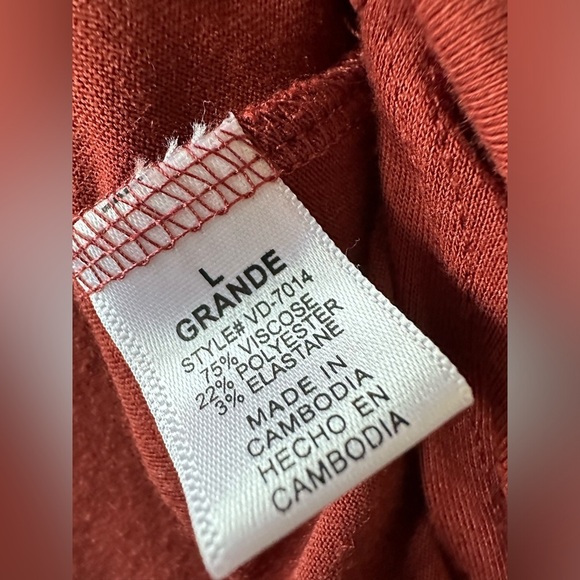 L
GRANDE
STYLE# VD-7014
75% VISCOSE
22% POLYESTER
3% ELASTANE
MADE IN
CAMBODIA
HECHO EN
CAMBODIA